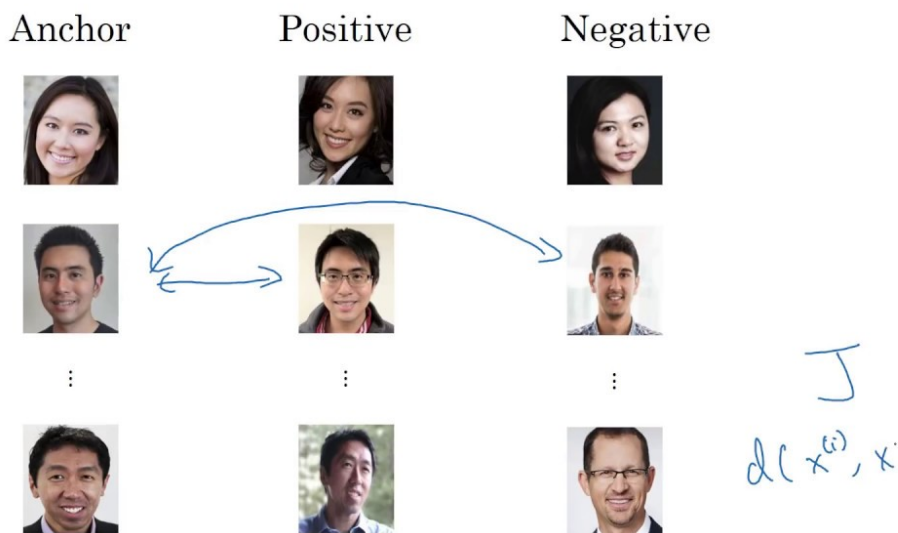 Anchor Positive Negative
⋮ ⋮ ⋮
J
d( x⁽ⁱ⁾, x